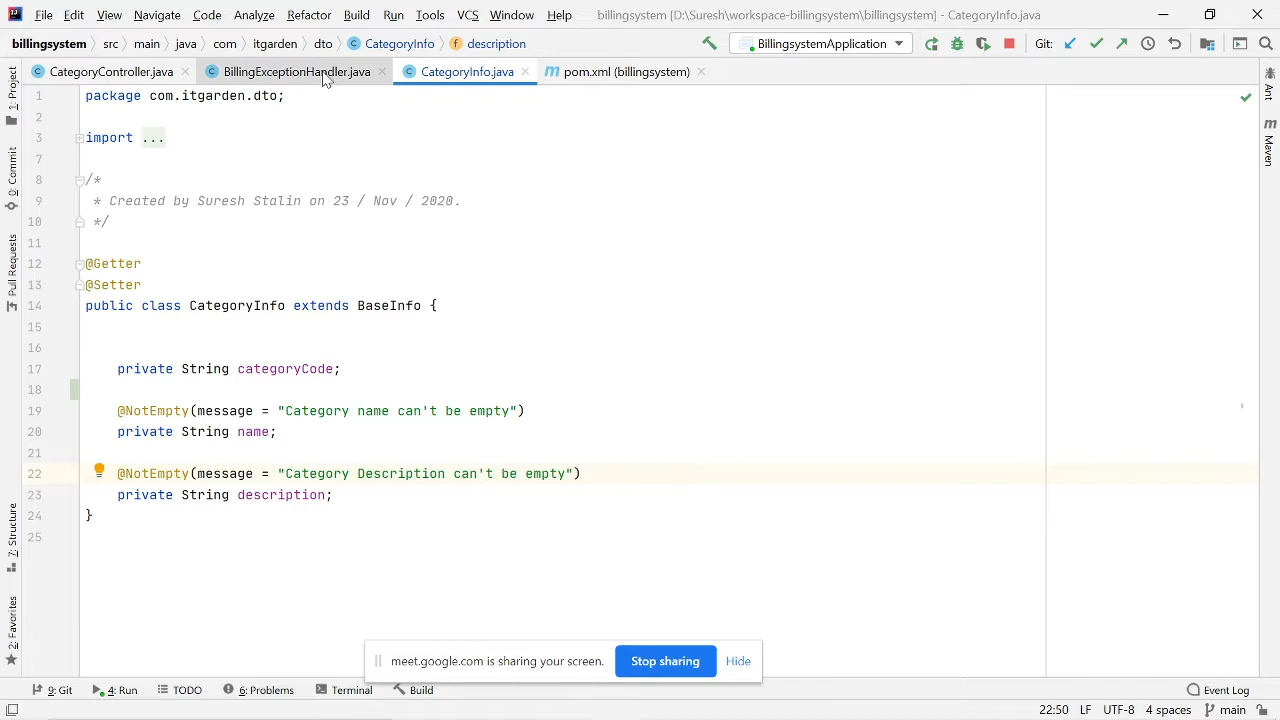 File Edit View Navigate Code Analyze Refactor Build Run Tools VCS Window Help billingsystem [D:\Suresh\workspace-billingsystem\billingsystem] - CategoryInfo.java
billingsystem src main java com itgarden dto CategoryInfo description BillingsystemApplication Git:
CategoryController.java BillingExceptionHandler.java CategoryInfo.java pom.xml (billingsystem)
1: Project
0: Commit
Pull Requests
7: Structure
2: Favorites
1 package com.itgarden.dto;
2
3 import ...
7
8 /*
9 * Created by Suresh Stalin on 23 / Nov / 2020.
10 */
11
12 @Getter
13 @Setter
14 public class CategoryInfo extends BaseInfo {
15
16
17 private String categoryCode;
18
19 @NotEmpty(message = "Category name can't be empty")
20 private String name;
21
22 @NotEmpty(message = "Category Description can't be empty")
23 private String description;
24 }
25
Ant
Maven
meet.google.com is sharing your screen. Stop sharing Hide
9: Git 4: Run TODO 6: Problems Terminal Build Event Log
22:50 LF UTF-8 4 spaces main